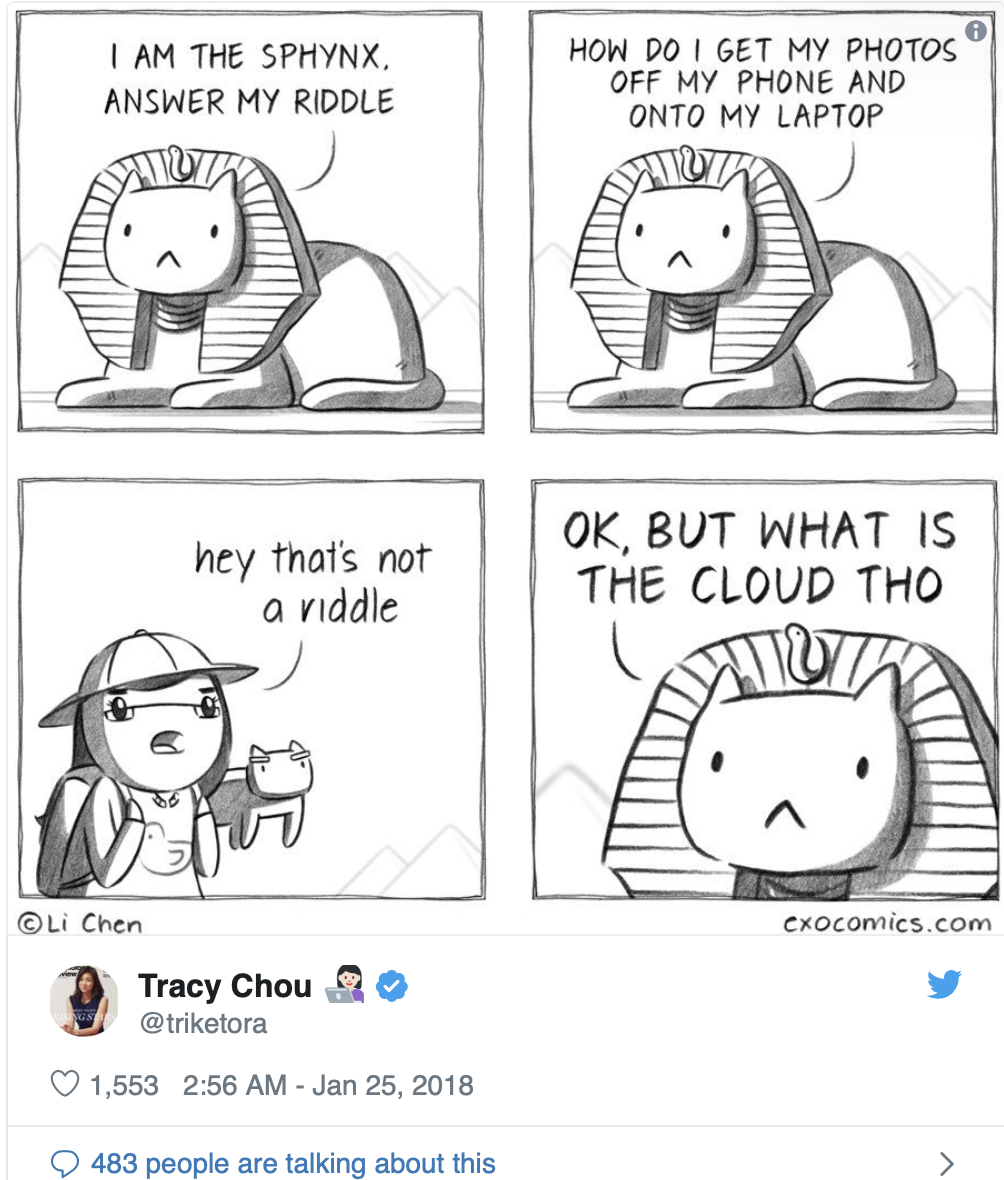 I AM THE SPHYNX.
ANSWER MY RIDDLE
HOW DO I GET MY PHOTOS
OFF MY PHONE AND
ONTO MY LAPTOP
hey that's not
a riddle
OK, BUT WHAT IS
THE CLOUD THO
©Li Chen
exocomics.com
Tracy Chou
@triketora
1,553 2:56 AM - Jan 25, 2018
483 people are talking about this